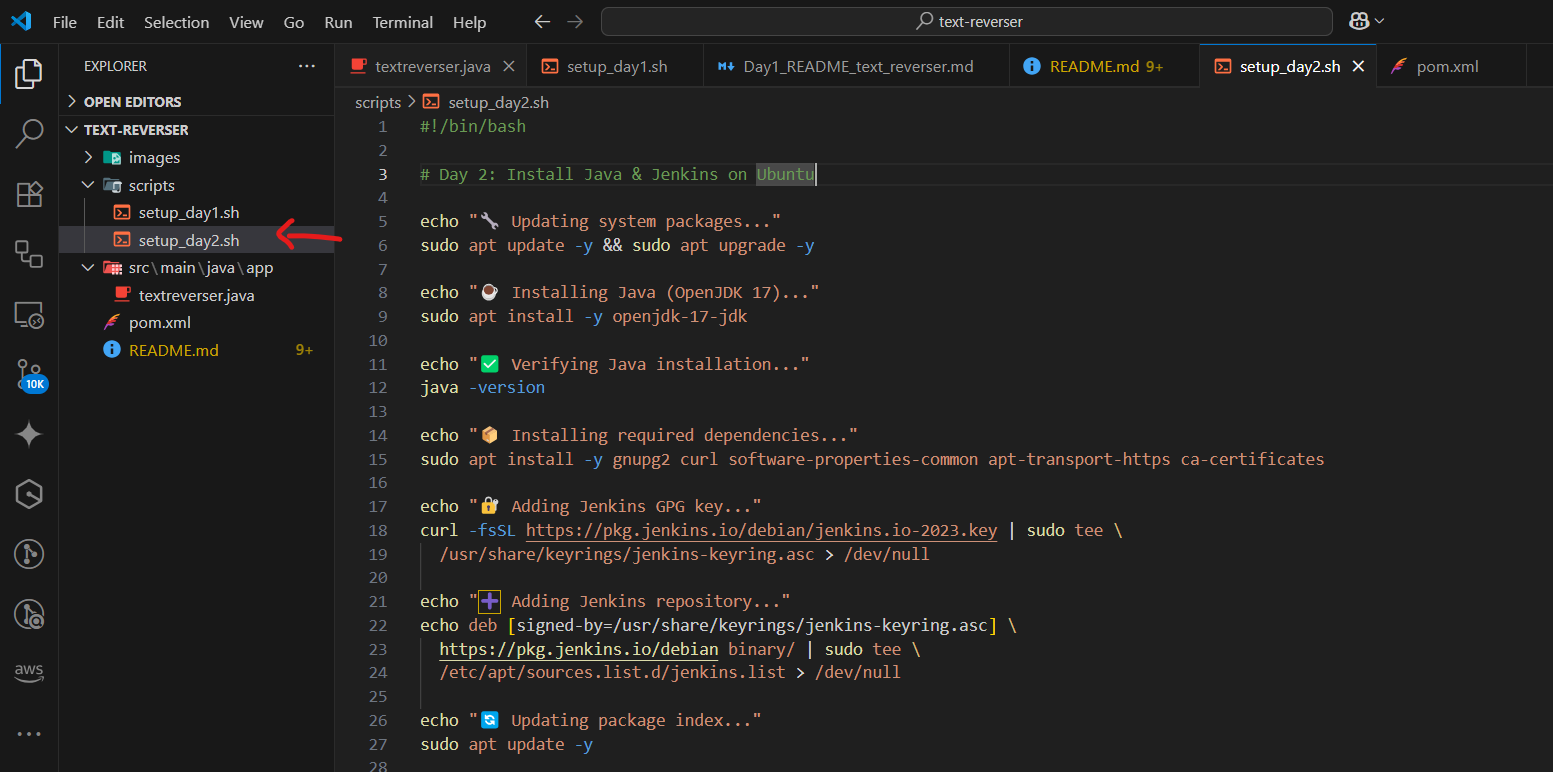 File Edit Selection View Go Run Terminal Help
text-reverser
EXPLORER
textreverser.java
setup_day1.sh
Day1_README_text_reverser.md
README.md 9+
setup_day2.sh
pom.xml
OPEN EDITORS
TEXT-REVERSER
images
scripts
setup_day1.sh
setup_day2.sh
src\main\java\app
textreverser.java
pom.xml
README.md 9+
10K
aws
scripts > setup_day2.sh
1 #!/bin/bash
2
3 # Day 2: Install Java & Jenkins on Ubuntu
4
5 echo "🔧 Updating system packages..."
6 sudo apt update -y && sudo apt upgrade -y
7
8 echo "☕ Installing Java (OpenJDK 17)..."
9 sudo apt install -y openjdk-17-jdk
10
11 echo "✅ Verifying Java installation..."
12 java -version
13
14 echo "📦 Installing required dependencies..."
15 sudo apt install -y gnupg2 curl software-properties-common apt-transport-https ca-certificates
16
17 echo "🔐 Adding Jenkins GPG key..."
18 curl -fsSL https://pkg.jenkins.io/debian/jenkins.io-2023.key | sudo tee \
19 /usr/share/keyrings/jenkins-keyring.asc > /dev/null
20
21 echo "➕ Adding Jenkins repository..."
22 echo deb [signed-by=/usr/share/keyrings/jenkins-keyring.asc] \
23 https://pkg.jenkins.io/debian binary/ | sudo tee \
24 /etc/apt/sources.list.d/jenkins.list > /dev/null
25
26 echo "🔄 Updating package index..."
27 sudo apt update -y
28